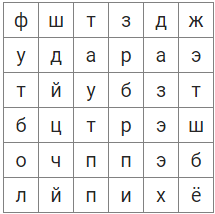 ф ш т з д ж
у д а р а э
т й у б з т
б ц т р э ш
о ч п п э б
л й п и х ё